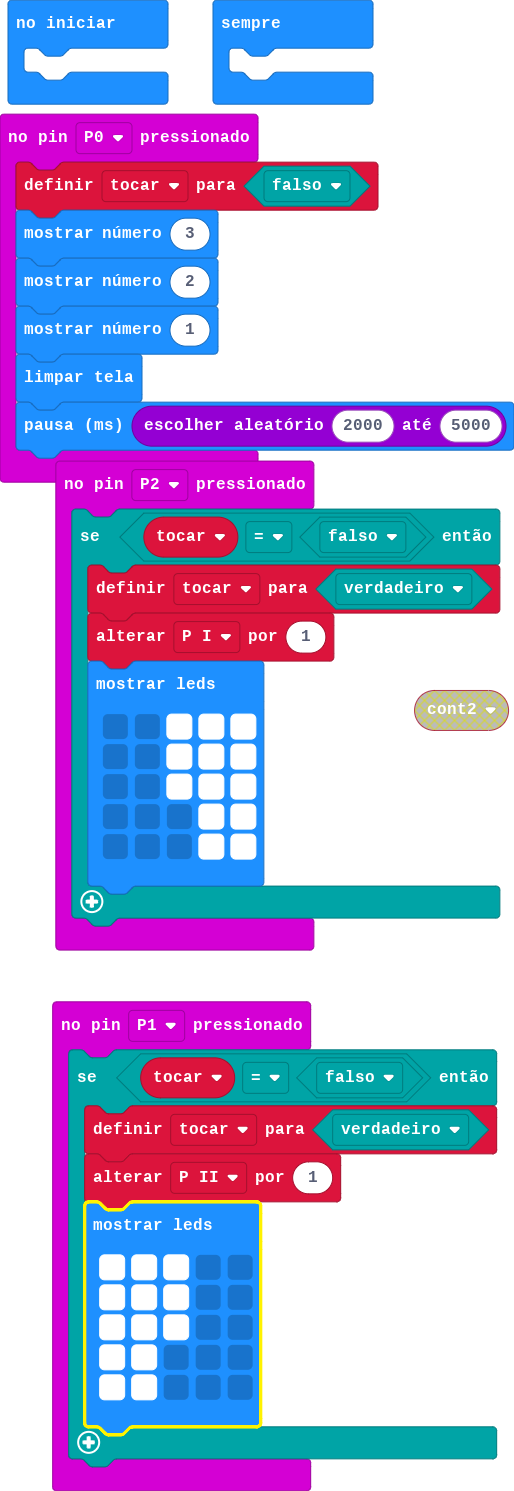 no iniciar
sempre
no pin P0 pressionado
definir tocar para falso
mostrar número 3
mostrar número 2
mostrar número 1
limpar tela
pausa (ms) escolher aleatório 2000 até 5000
no pin P2 pressionado
se tocar = falso então
definir tocar para verdadeiro
alterar P I por 1
mostrar leds
cont2
no pin P1 pressionado
se tocar = falso então
definir tocar para verdadeiro
alterar P II por 1
mostrar leds